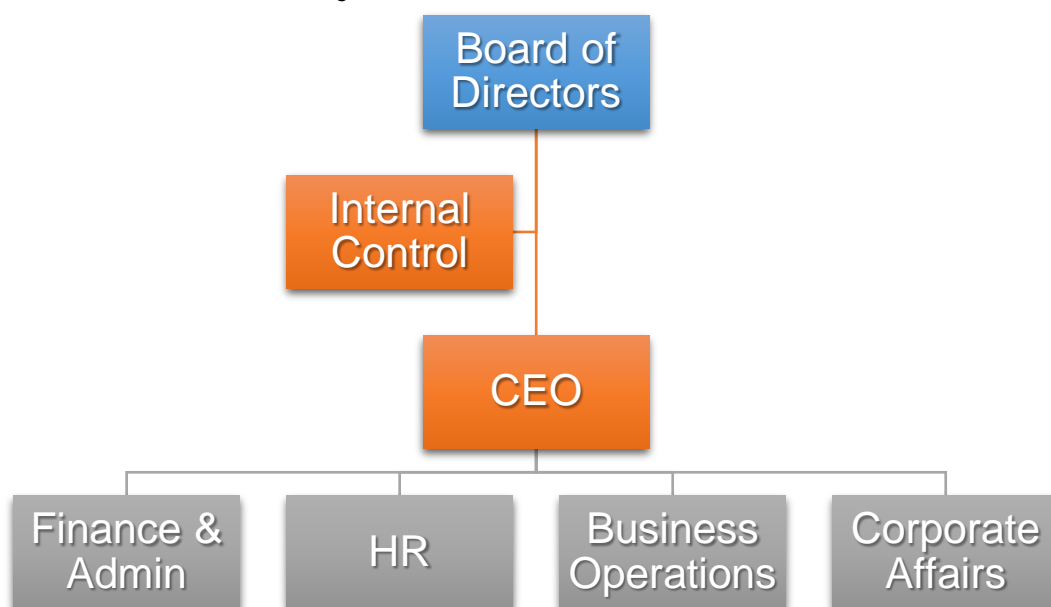 Board of
Directors
Internal
Control
CEO
Finance &
Admin
HR
Business
Operations
Corporate
Affairs